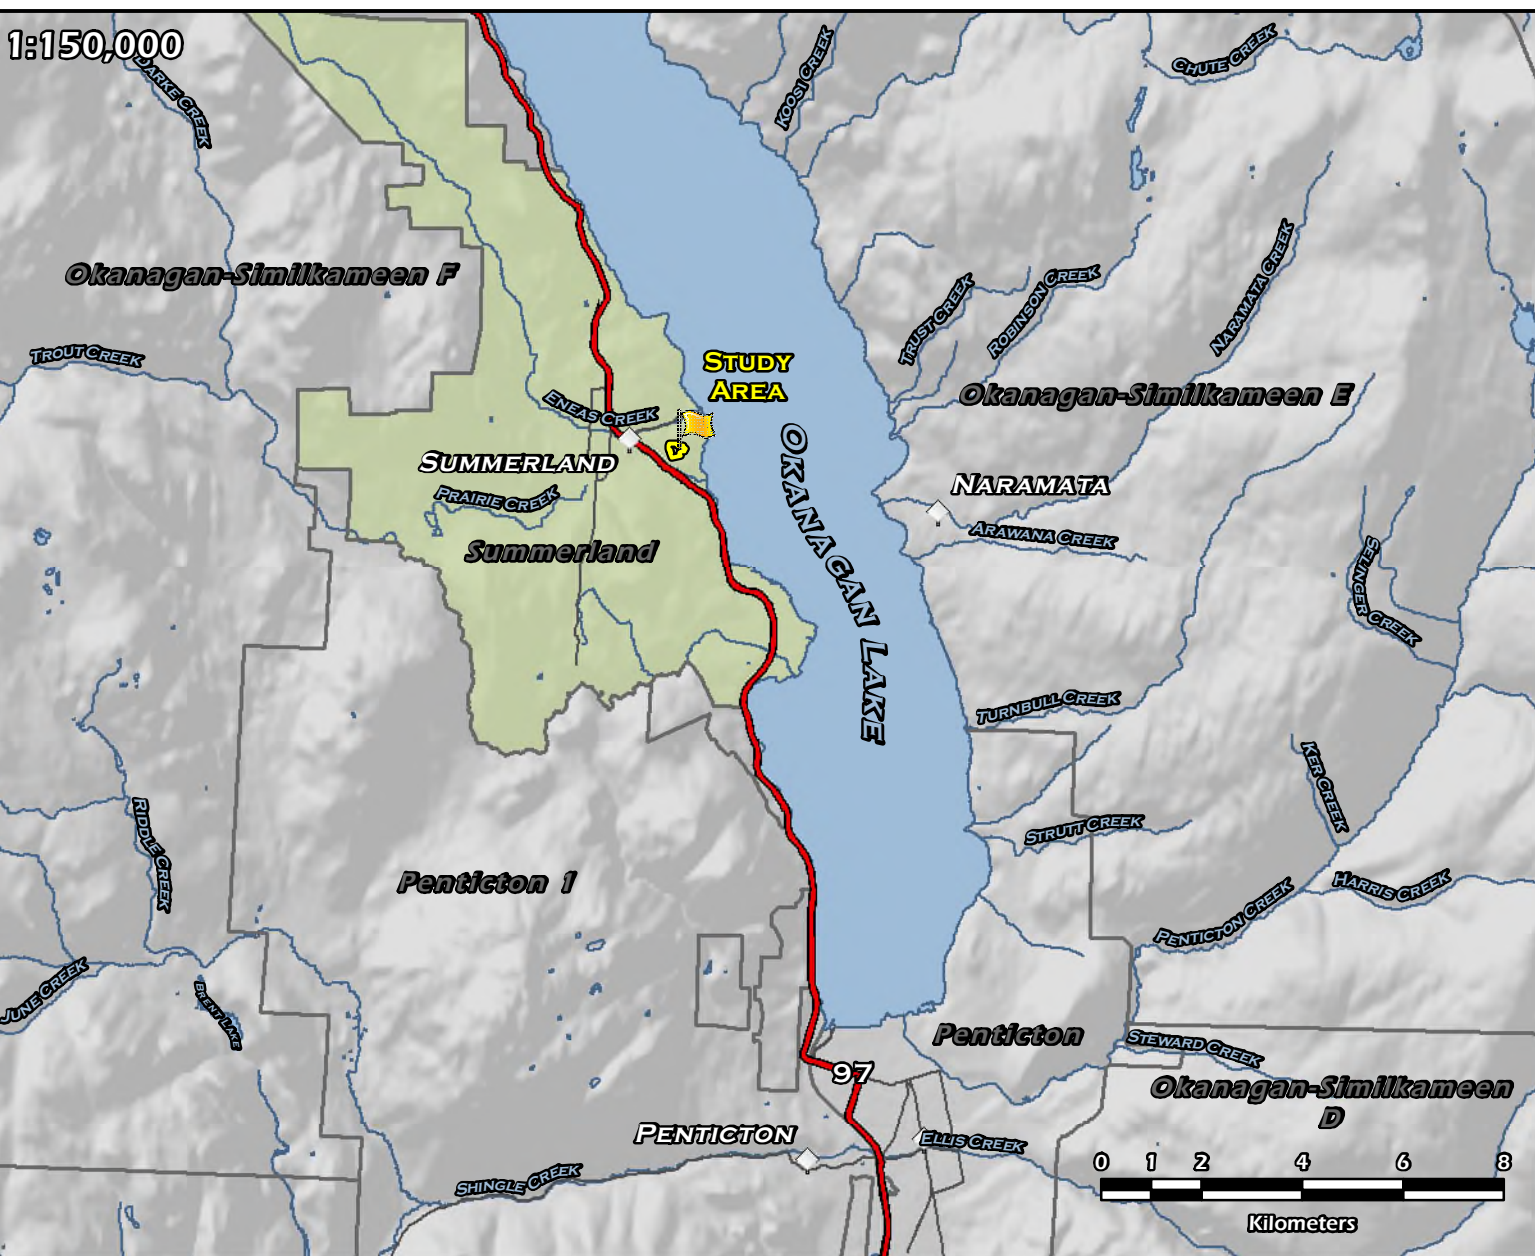 1:150,000
Darke Creek
Koosi Creek
Chute Creek
Okanagan-Similkameen F
Trout Creek
Trust Creek
Robinson Creek
Naramata Creek
Study
Area
Okanagan-Similkameen E
Eneas Creek
Summerland
Prairie Creek
Summerland
Okanagan Lake
Naramata
Arawana Creek
Selinger Creek
Turnbull Creek
Ker Creek
Strutt Creek
Riddle Creek
Penticton 1
Harris Creek
Penticton Creek
June Creek
Brent Lake
Penticton
Steward Creek
97
Okanagan-Similkameen
D
Penticton
Ellis Creek
Shingle Creek
0 1 2 4 6 8
Kilometers